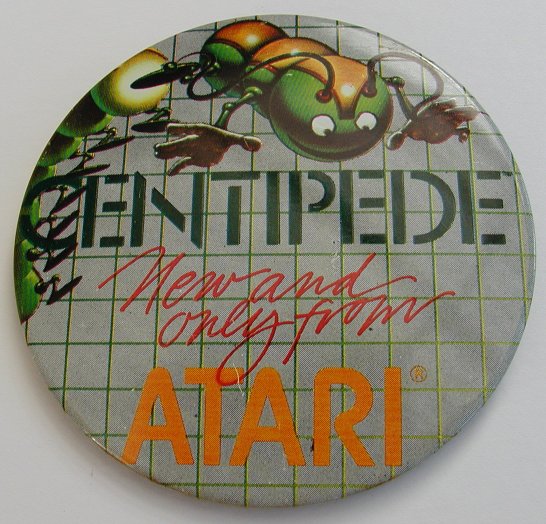 CENTIPEDE
New and
only from
ATARI®